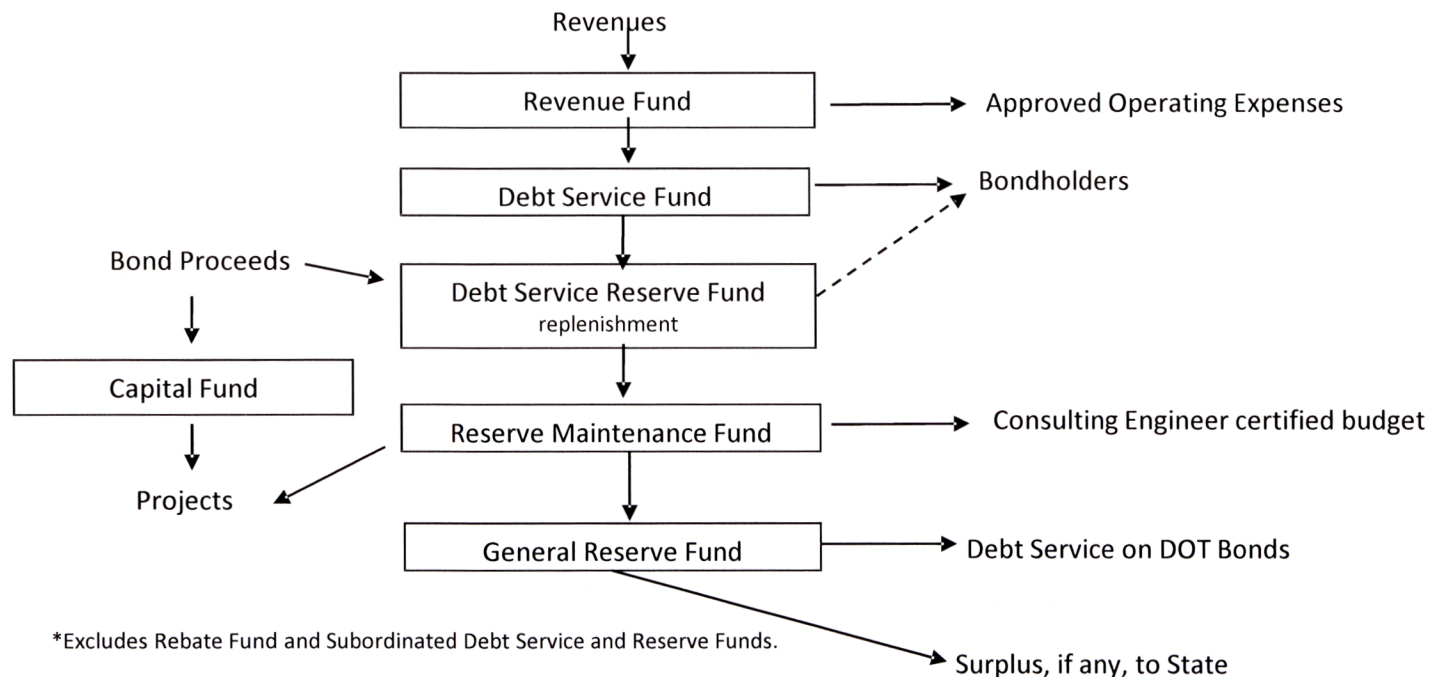 Revenues
Revenue Fund
Approved Operating Expenses
Debt Service Fund
Bondholders
Bond Proceeds
Debt Service Reserve Fund
replenishment
Capital Fund
Reserve Maintenance Fund
Consulting Engineer certified budget
Projects
General Reserve Fund
Debt Service on DOT Bonds
*Excludes Rebate Fund and Subordinated Debt Service and Reserve Funds.
Surplus, if any, to State